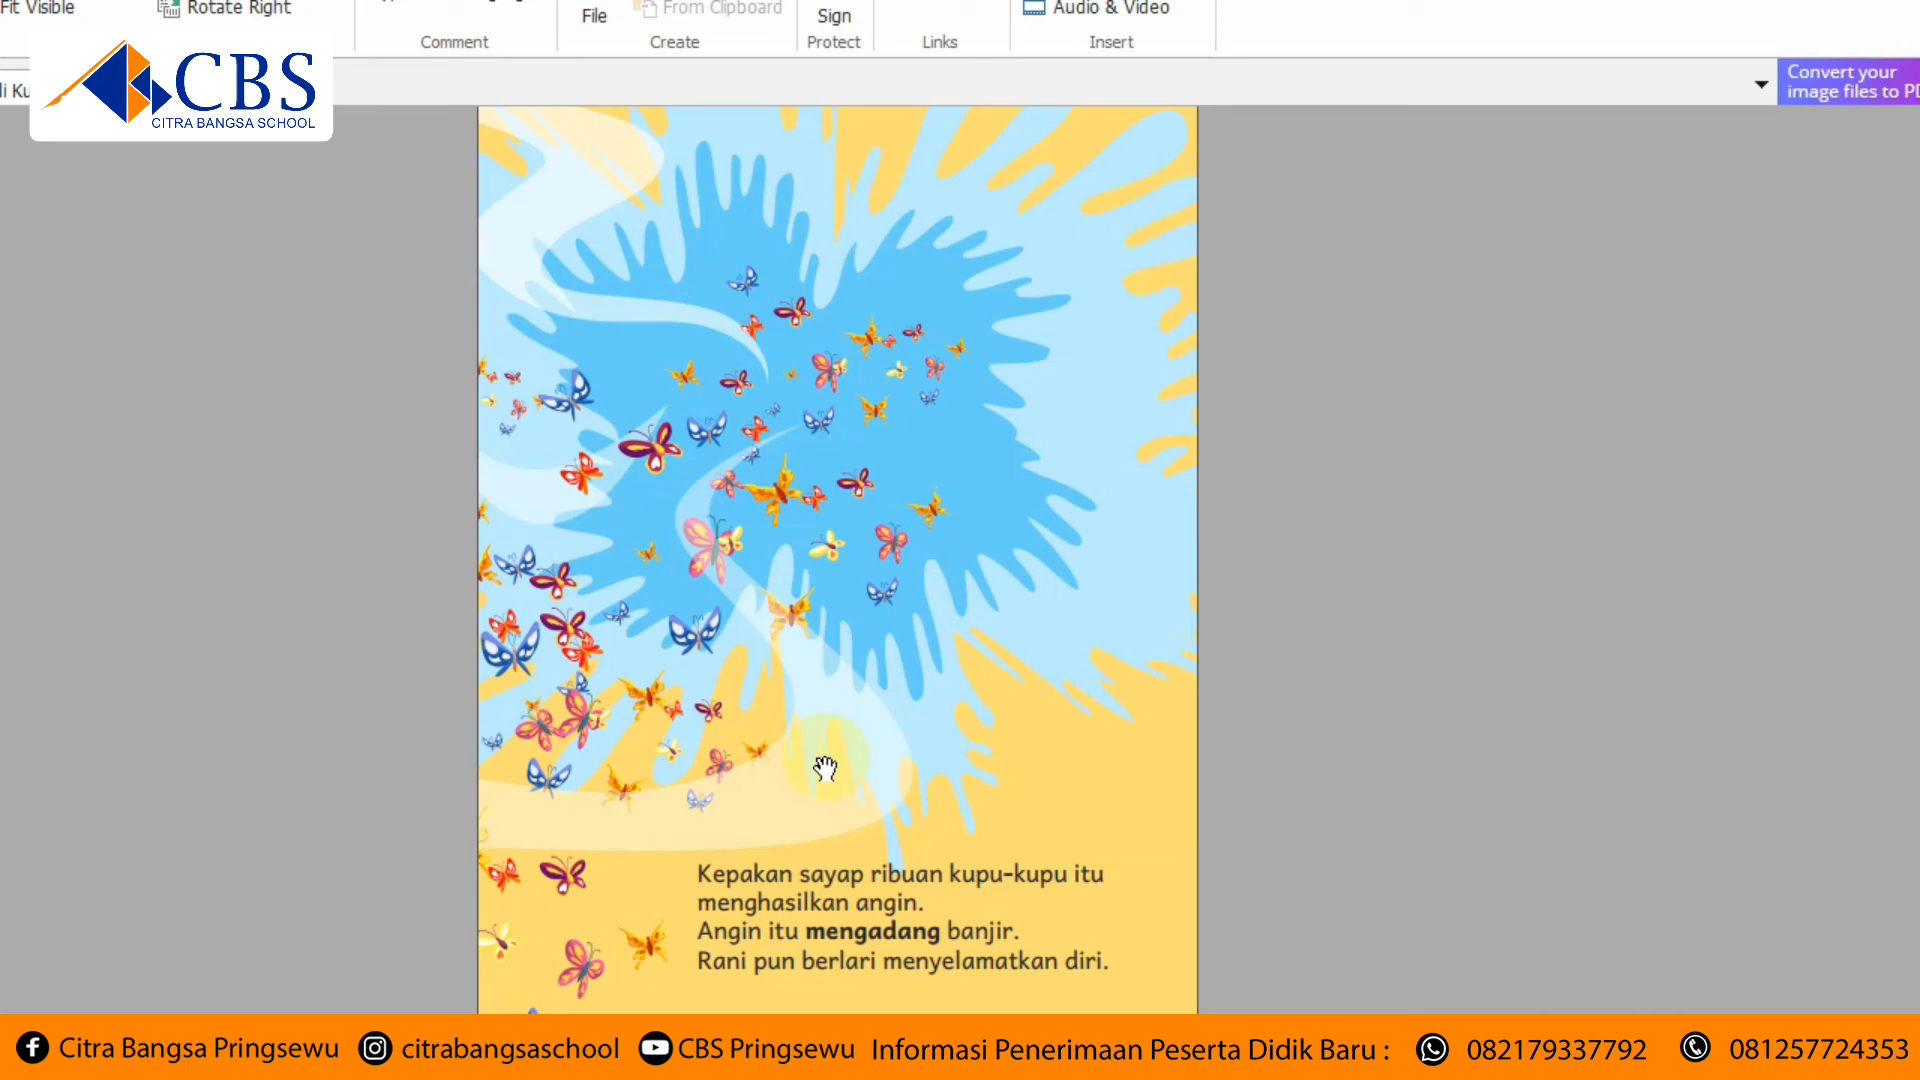 Fit Visible
Rotate Right
File
From Clipboard
Sign
Audio & Video
Comment
Create
Protect
Links
Insert
Convert your
image files to
CBS
CITRA BANGSA SCHOOL
Kepakan sayap ribuan kupu-kupu itu
menghasilkan angin.
Angin itu mengadang banjir.
Rani pun berlari menyelamatkan diri.
Citra Bangsa Pringsewu
citrabangsaschool
CBS Pringsewu
Informasi Penerimaan Peserta Didik Baru :
082179337792
081257724353